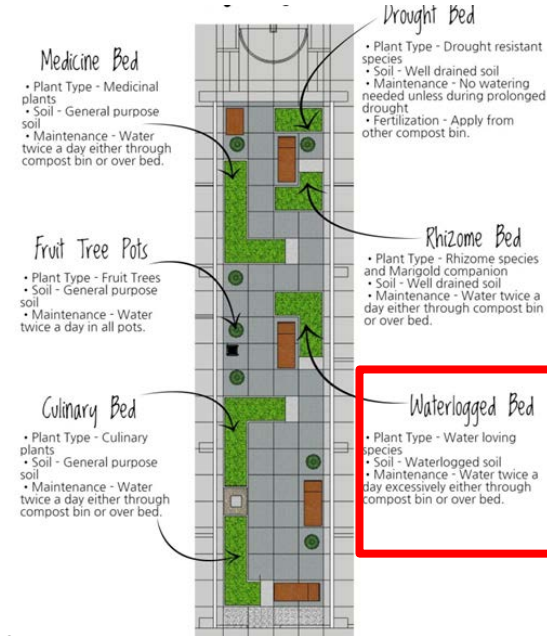 Medicine Bed
• Plant Type - Medicinal
plants
• Soil - General purpose
soil
• Maintenance - Water
twice a day either through
compost bin or over bed.
Fruit Tree Pots
• Plant Type - Fruit Trees
• Soil - General purpose
soil
• Maintenance - Water
twice a day in all pots.
Culinary Bed
• Plant Type - Culinary
plants
• Soil - General purpose
soil
• Maintenance - Water
twice a day either through
compost bin or over bed.
Drought Bed
• Plant Type - Drought resistant
species
• Soil - Well drained soil
• Maintenance - No watering
needed unless during prolonged
drought
• Fertilization - Apply from
other compost bin.
Rhizome Bed
• Plant Type - Rhizome species
and Marigold companion
• Soil - Well drained soil
• Maintenance - Water twice a
day either through compost bin
or over bed.
Waterlogged Bed
• Plant Type - Water loving
species
• Soil - Waterlogged soil
• Maintenance - Water twice a
day excessively either through
compost bin or over bed.